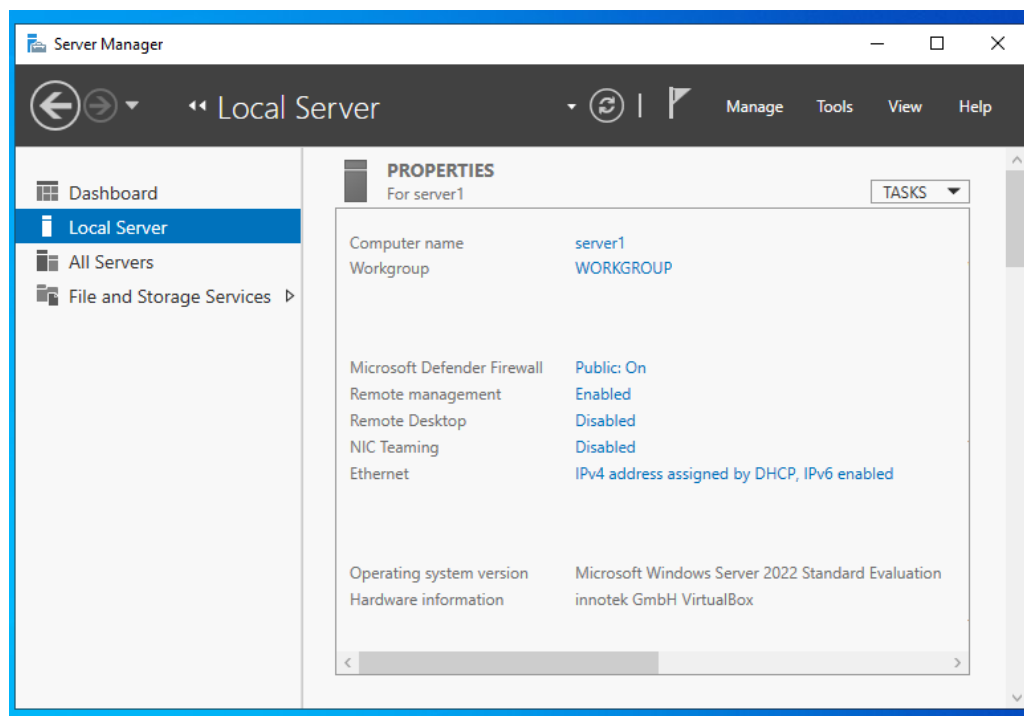 Server Manager
Local Server
Manage Tools View Help
Dashboard
Local Server
All Servers
File and Storage Services
PROPERTIES
For server1
TASKS
Computer name server1
Workgroup WORKGROUP
Microsoft Defender Firewall Public: On
Remote management Enabled
Remote Desktop Disabled
NIC Teaming Disabled
Ethernet IPv4 address assigned by DHCP, IPv6 enabled
Operating system version Microsoft Windows Server 2022 Standard Evaluation
Hardware information innotek GmbH VirtualBox